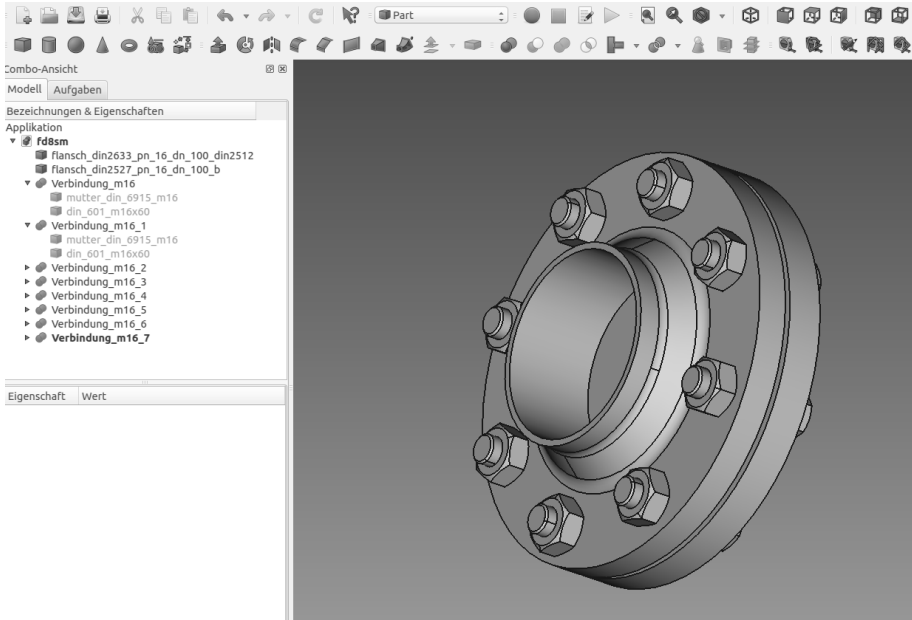 Part
Combo-Ansicht
Modell Aufgaben
Bezeichnungen & Eigenschaften
Applikation
fd8sm
flansch_din2633_pn_16_dn_100_din2512
flansch_din2527_pn_16_dn_100_b
Verbindung_m16
mutter_din_6915_m16
din_601_m16x60
Verbindung_m16_1
mutter_din_6915_m16
din_601_m16x60
Verbindung_m16_2
Verbindung_m16_3
Verbindung_m16_4
Verbindung_m16_5
Verbindung_m16_6
Verbindung_m16_7
Eigenschaft Wert